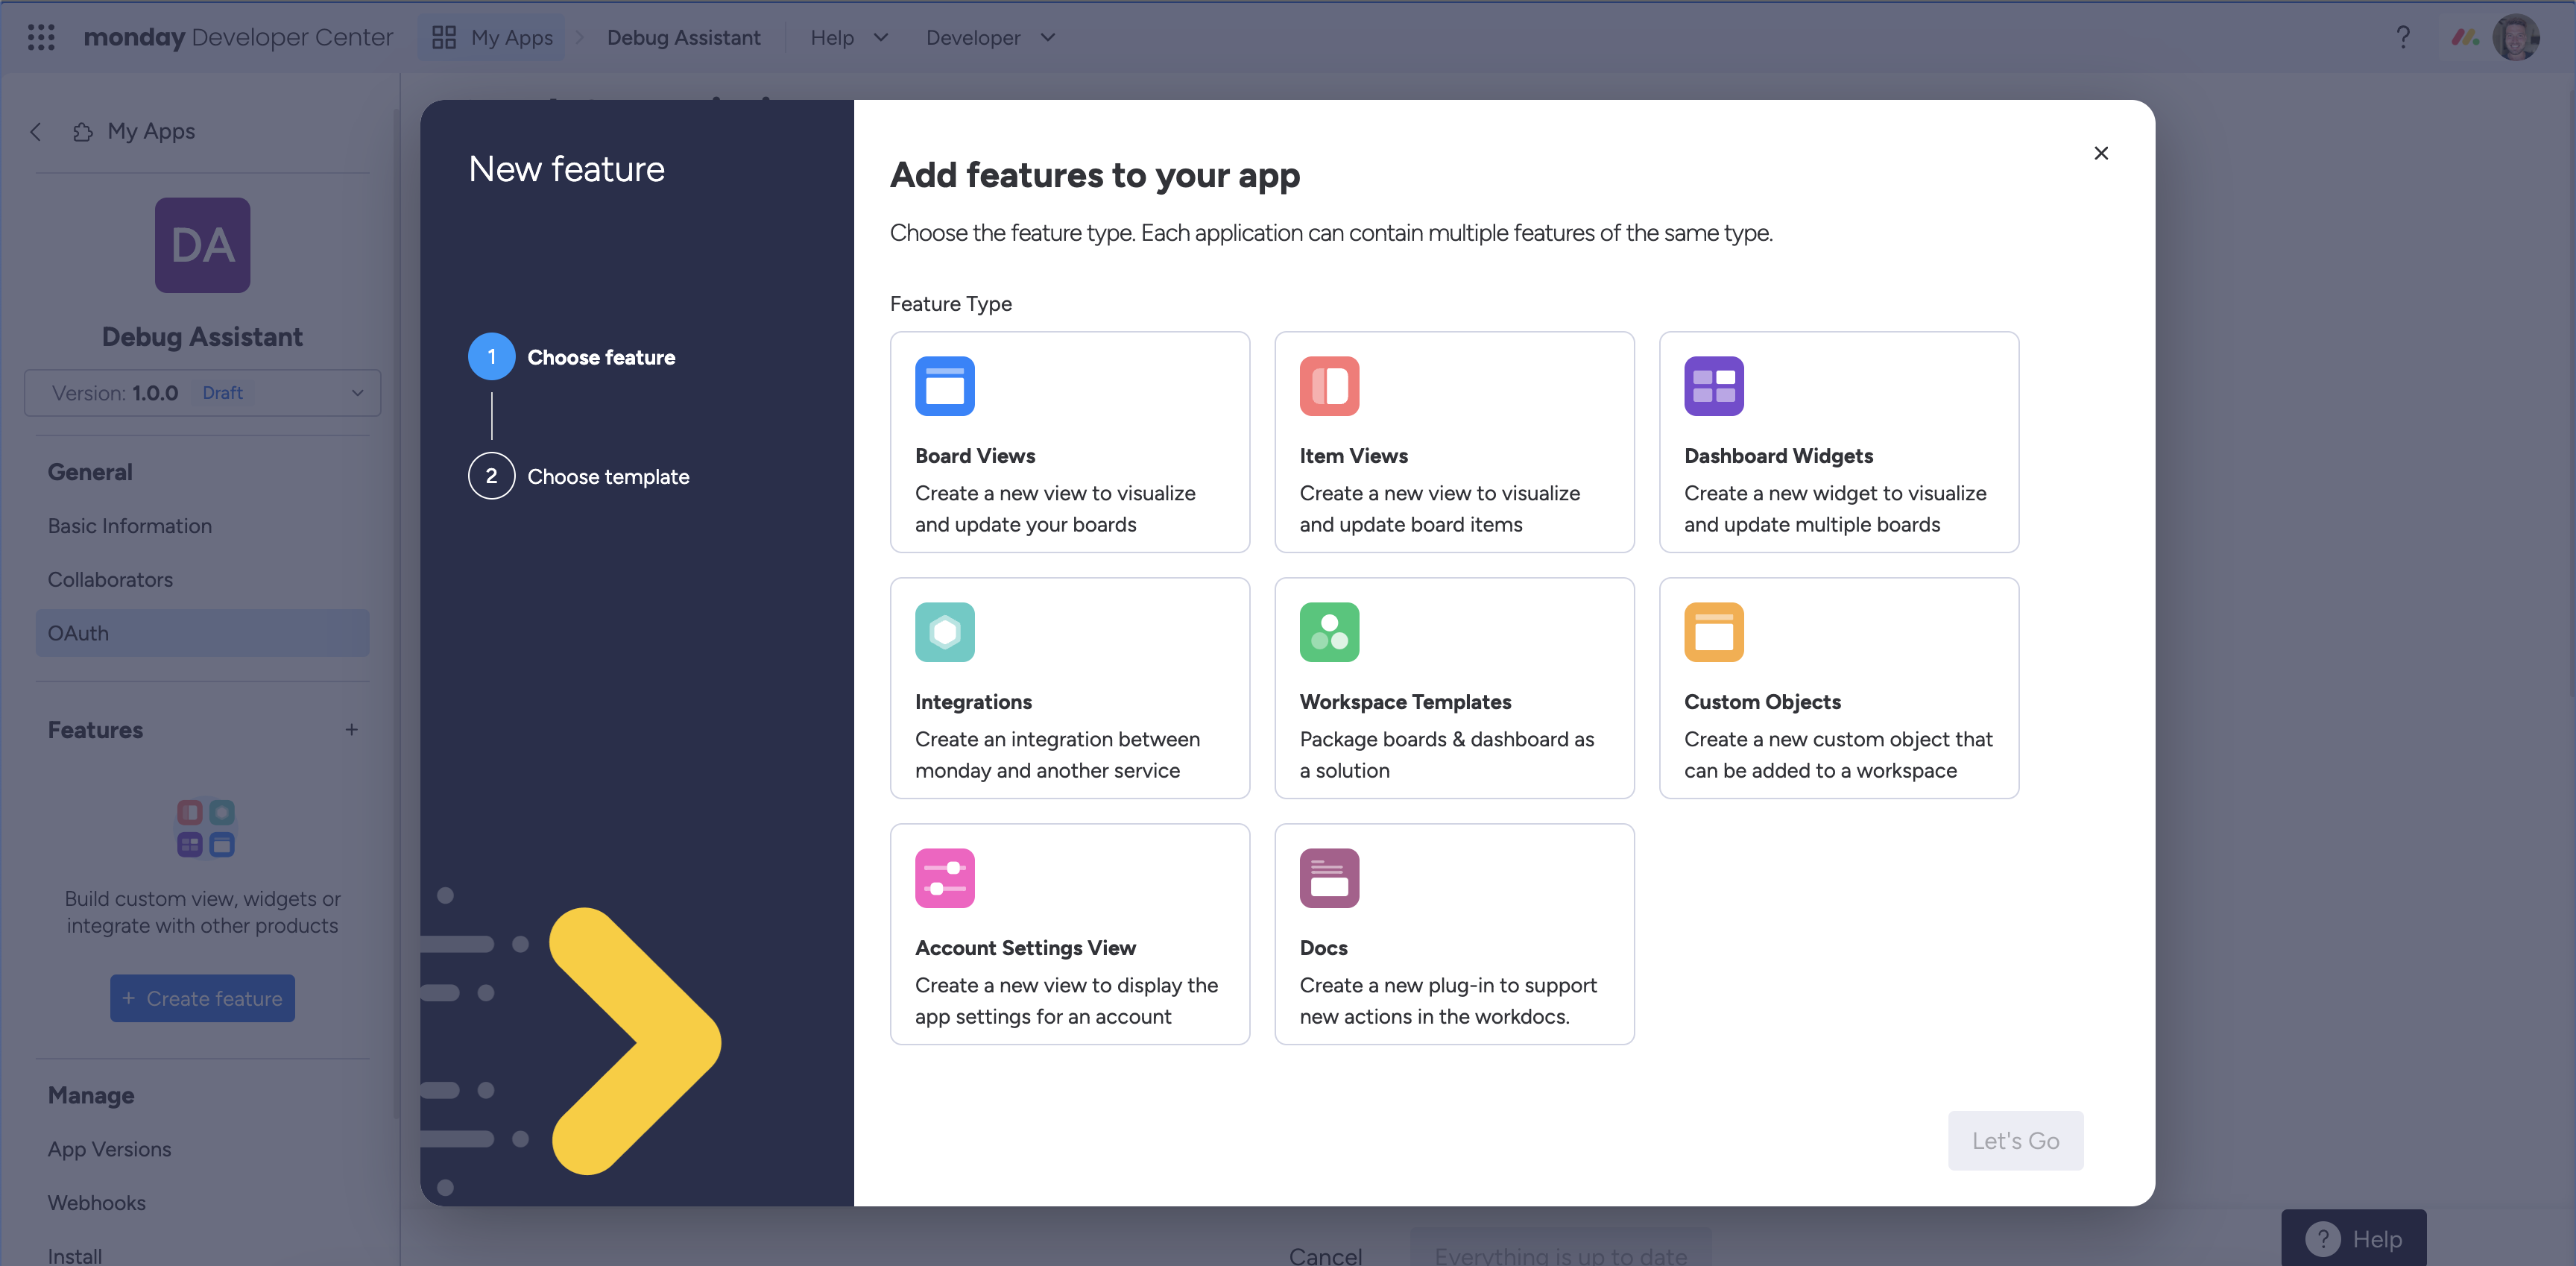 monday Developer Center
My Apps
Debug Assistant
Help
Developer
?
My Apps
DA
Debug Assistant
Version: 1.0.0 Draft
General
Basic Information
Collaborators
OAuth
Features +
Build custom view, widgets or
integrate with other products
+ Create feature
Manage
App Versions
Webhooks
Install
New feature
1 Choose feature
2 Choose template
Add features to your app
Choose the feature type. Each application can contain multiple features of the same type.
Feature Type
Board Views
Create a new view to visualize
and update your boards
Item Views
Create a new view to visualize
and update board items
Dashboard Widgets
Create a new widget to visualize
and update multiple boards
Integrations
Create an integration between
monday and another service
Workspace Templates
Package boards & dashboard as
a solution
Custom Objects
Create a new custom object that
can be added to a workspace
Account Settings View
Create a new view to display the
app settings for an account
Docs
Create a new plug-in to support
new actions in the workdocs.
Let's Go
Cancel
Everything is up to date
? Help